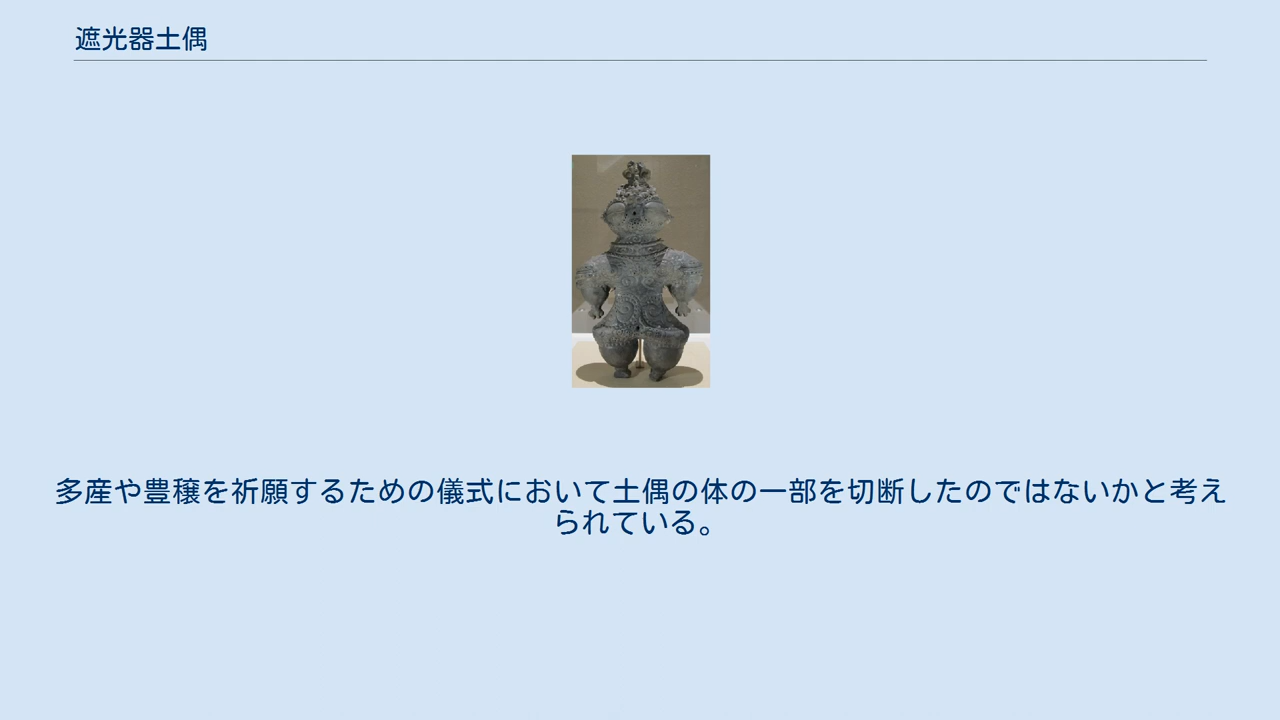 遮光器土偶
多産や豊穣を祈願するための儀式において土偶の体の一部を切断したのではないかと考え
られている。